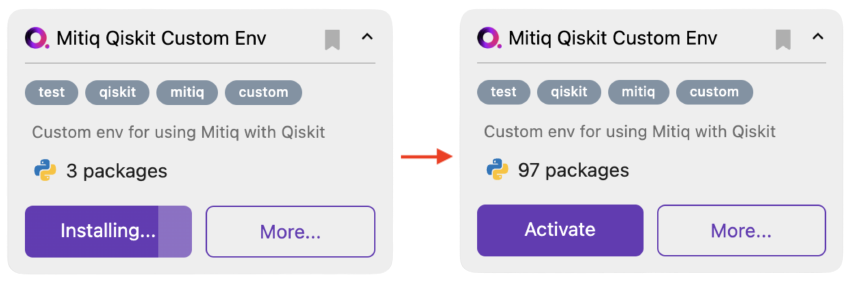 Mitiq Qiskit Custom Env
test qiskit mitiq custom
Custom env for using Mitiq with Qiskit
3 packages
Installing... More...
Mitiq Qiskit Custom Env
test qiskit mitiq custom
Custom env for using Mitiq with Qiskit
97 packages
Activate More...